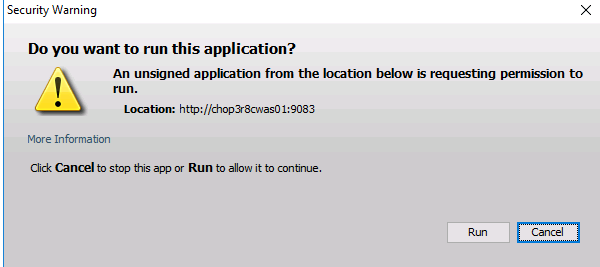 Security Warning
Do you want to run this application?
An unsigned application from the location below is requesting permission to
run.
Location: http://chop3r8cwas01:9083
More Information
Click Cancel to stop this app or Run to allow it to continue.
Run Cancel